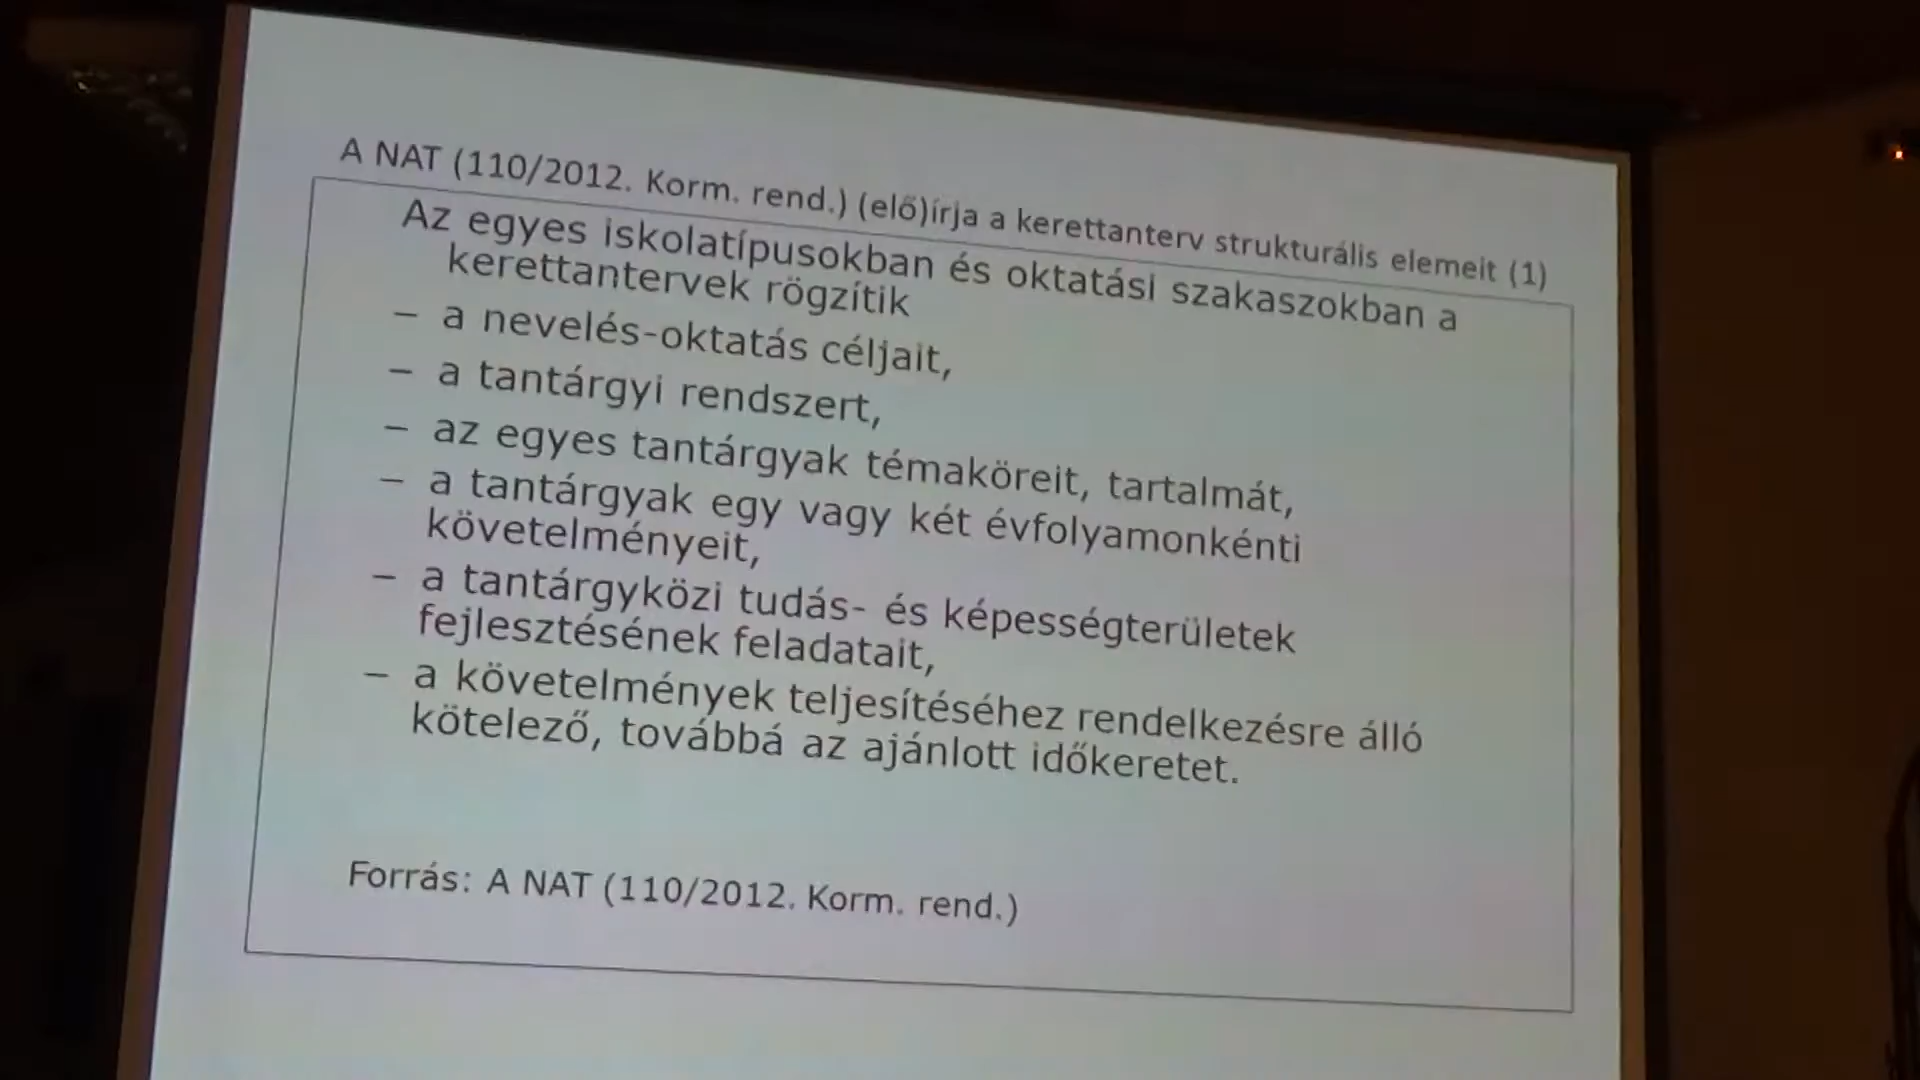 A NAT (110/2012. Korm. rend.) (elő)írja a kerettanterv strukturális elemeit (1)
Az egyes iskolatípusokban és oktatási szakaszokban a
kerettantervek rögzítik
– a nevelés-oktatás céljait,
– a tantárgyi rendszert,
– az egyes tantárgyak témaköreit, tartalmát,
– a tantárgyak egy vagy két évfolyamonkénti
követelményeit,
– a tantárgyközi tudás- és képességterületek
fejlesztésének feladatait,
– a követelmények teljesítéséhez rendelkezésre álló
kötelező, továbbá az ajánlott időkeretet.
Forrás: A NAT (110/2012. Korm. rend.)